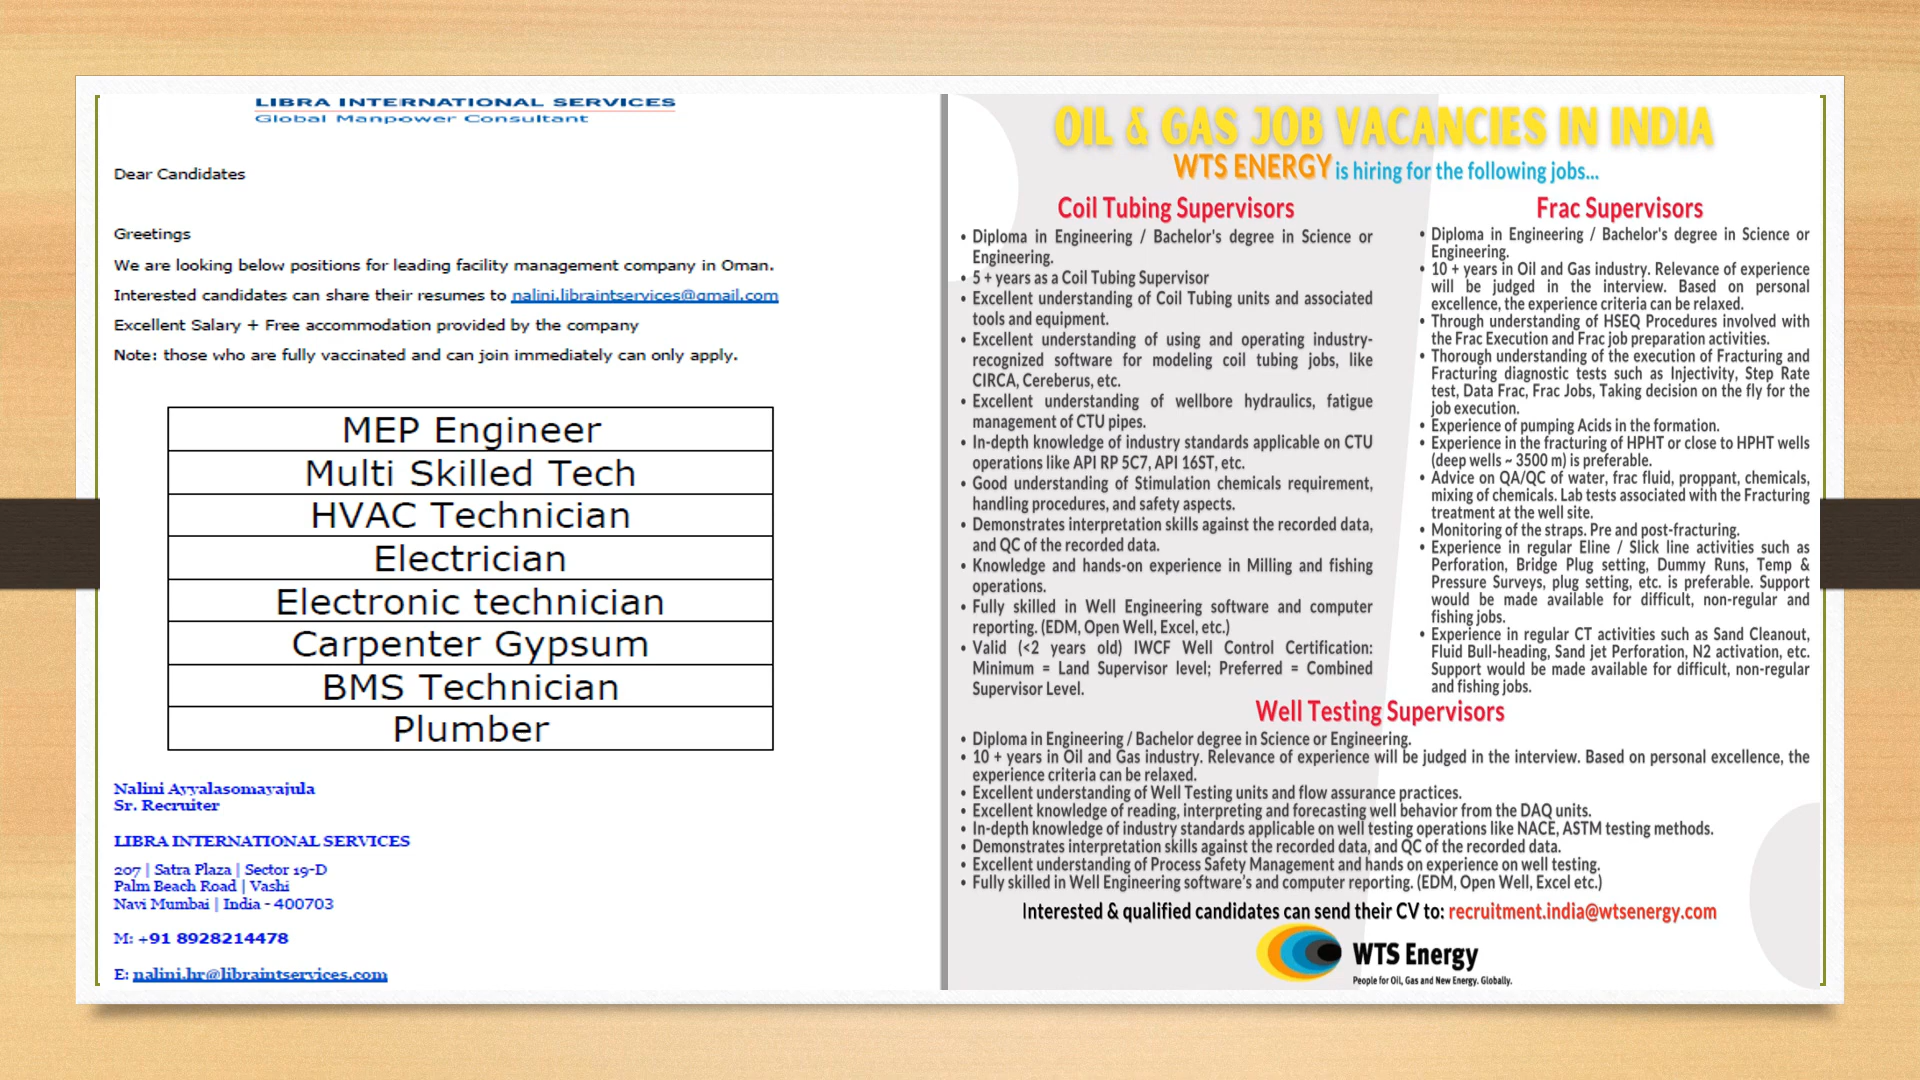 LIBRA INTERNATIONAL SERVICES
Global Manpower Consultant
Dear Candidates
Greetings
We are looking below positions for leading facility management company in Oman.
Interested candidates can share their resumes to nalini.libraintservices@gmail.com
Excellent Salary + Free accommodation provided by the company
Note: those who are fully vaccinated and can join immediately can only apply.
MEP Engineer
Multi Skilled Tech
HVAC Technician
Electrician
Electronic technician
Carpenter Gypsum
BMS Technician
Plumber
Nalini Ayyalasomayajula
Sr. Recruiter
LIBRA INTERNATIONAL SERVICES
207 | Satra Plaza | Sector 19-D
Palm Beach Road | Vashi
Navi Mumbai | India - 400703
M: +91 8928214478
E: nalini.hr@libraintservices.com
OIL & GAS JOB VACANCIES IN INDIA
WTS ENERGY is hiring for the following jobs...
Coil Tubing Supervisors
• Diploma in Engineering / Bachelor's degree in Science or
Engineering.
• 5 + years as a Coil Tubing Supervisor
• Excellent understanding of Coil Tubing units and associated
tools and equipment.
• Excellent understanding of using and operating industry-
recognized software for modeling coil tubing jobs, like
CIRCA, Cereberus, etc.
• Excellent understanding of wellbore hydraulics, fatigue
management of CTU pipes.
• In-depth knowledge of industry standards applicable on CTU
operations like API RP 5C7, API 16ST, etc.
• Good understanding of Stimulation chemicals requirement,
handling procedures, and safety aspects.
• Demonstrates interpretation skills against the recorded data,
and QC of the recorded data.
• Knowledge and hands-on experience in Milling and fishing
operations.
• Fully skilled in Well Engineering software and computer
reporting. (EDM, Open Well, Excel, etc.)
• Valid (<2 years old) IWCF Well Control Certification:
Minimum = Land Supervisor level; Preferred = Combined
Supervisor Level.
Frac Supervisors
• Diploma in Engineering / Bachelor's degree in Science or
Engineering.
• 10 + years in Oil and Gas industry. Relevance of experience
will be judged in the interview. Based on personal
excellence, the experience criteria can be relaxed.
• Through understanding of HSEQ Procedures involved with
the Frac Execution and Frac job preparation activities.
• Thorough understanding of the execution of Fracturing and
Fracturing diagnostic tests such as Injectivity, Step Rate
test, Data Frac, Frac Jobs, Taking decision on the fly for the
job execution.
• Experience of pumping Acids in the formation.
• Experience in the fracturing of HPHT or close to HPHT wells
(deep wells ~ 3500 m) is preferable.
• Advice on QA/QC of water, frac fluid, proppant, chemicals,
mixing of chemicals. Lab tests associated with the Fracturing
treatment at the well site.
• Monitoring of the straps. Pre and post-fracturing.
• Experience in regular Eline / Slick line activities such as
Perforation, Bridge Plug setting, Dummy Runs, Temp &
Pressure Surveys, plug setting, etc. is preferable. Support
would be made available for difficult, non-regular and
fishing jobs.
• Experience in regular CT activities such as Sand Cleanout,
Fluid Bull-heading, Sand jet Perforation, N2 activation, etc.
Support would be made available for difficult, non-regular
and fishing jobs.
Well Testing Supervisors
• Diploma in Engineering / Bachelor degree in Science or Engineering.
• 10 + years in Oil and Gas industry. Relevance of experience will be judged in the interview. Based on personal excellence, the
experience criteria can be relaxed.
• Excellent understanding of Well Testing units and flow assurance practices.
• Excellent knowledge of reading, interpreting and forecasting well behavior from the DAQ units.
• In-depth knowledge of industry standards applicable on well testing operations like NACE, ASTM testing methods.
• Demonstrates interpretation skills against the recorded data, and QC of the recorded data.
• Excellent understanding of Process Safety Management and hands on experience on well testing.
• Fully skilled in Well Engineering software's and computer reporting. (EDM, Open Well, Excel etc.)
Interested & qualified candidates can send their CV to: recruitment.india@wtsenergy.com
WTS Energy
People for Oil, Gas and New Energy. Globally.